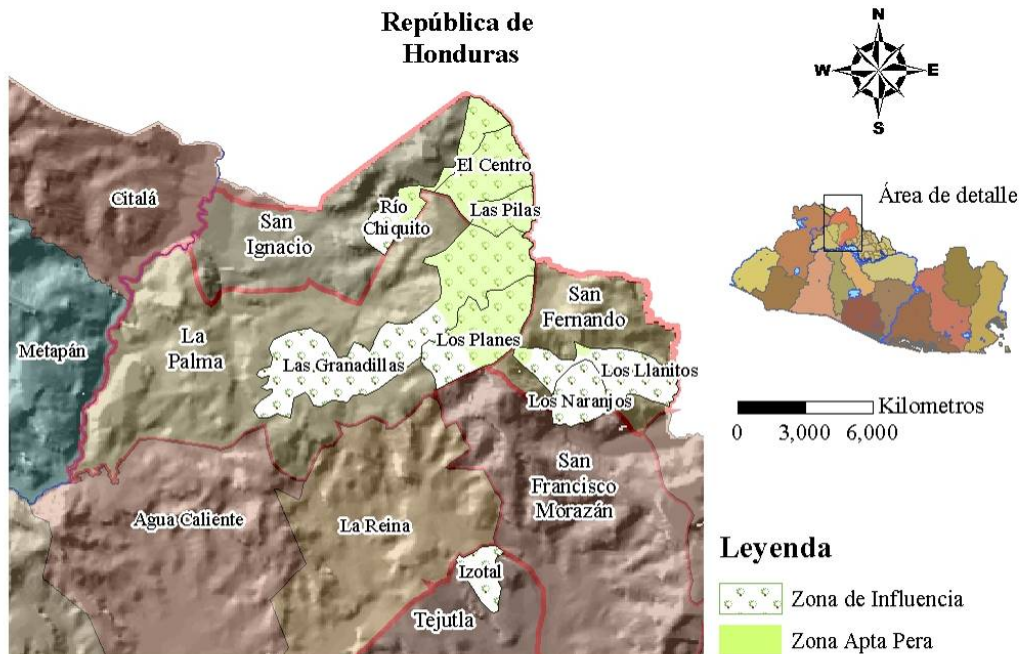 República de
Honduras
N
W
E
S
Citalá
El Centro
Río
Chiquito
Las Pilas
San
Ignacio
Área de detalle
San
Fernando
Metapán
La
Palma
Las Granadillas
Los Planes
Los Llanitos
Los Naranjos
Kilometros
0
3,000
6,000
San
Francisco
Morazán
Agua Caliente
La Reina
Izotal
Tejutla
Leyenda
Zona de Influencia
Zona Apta Pera